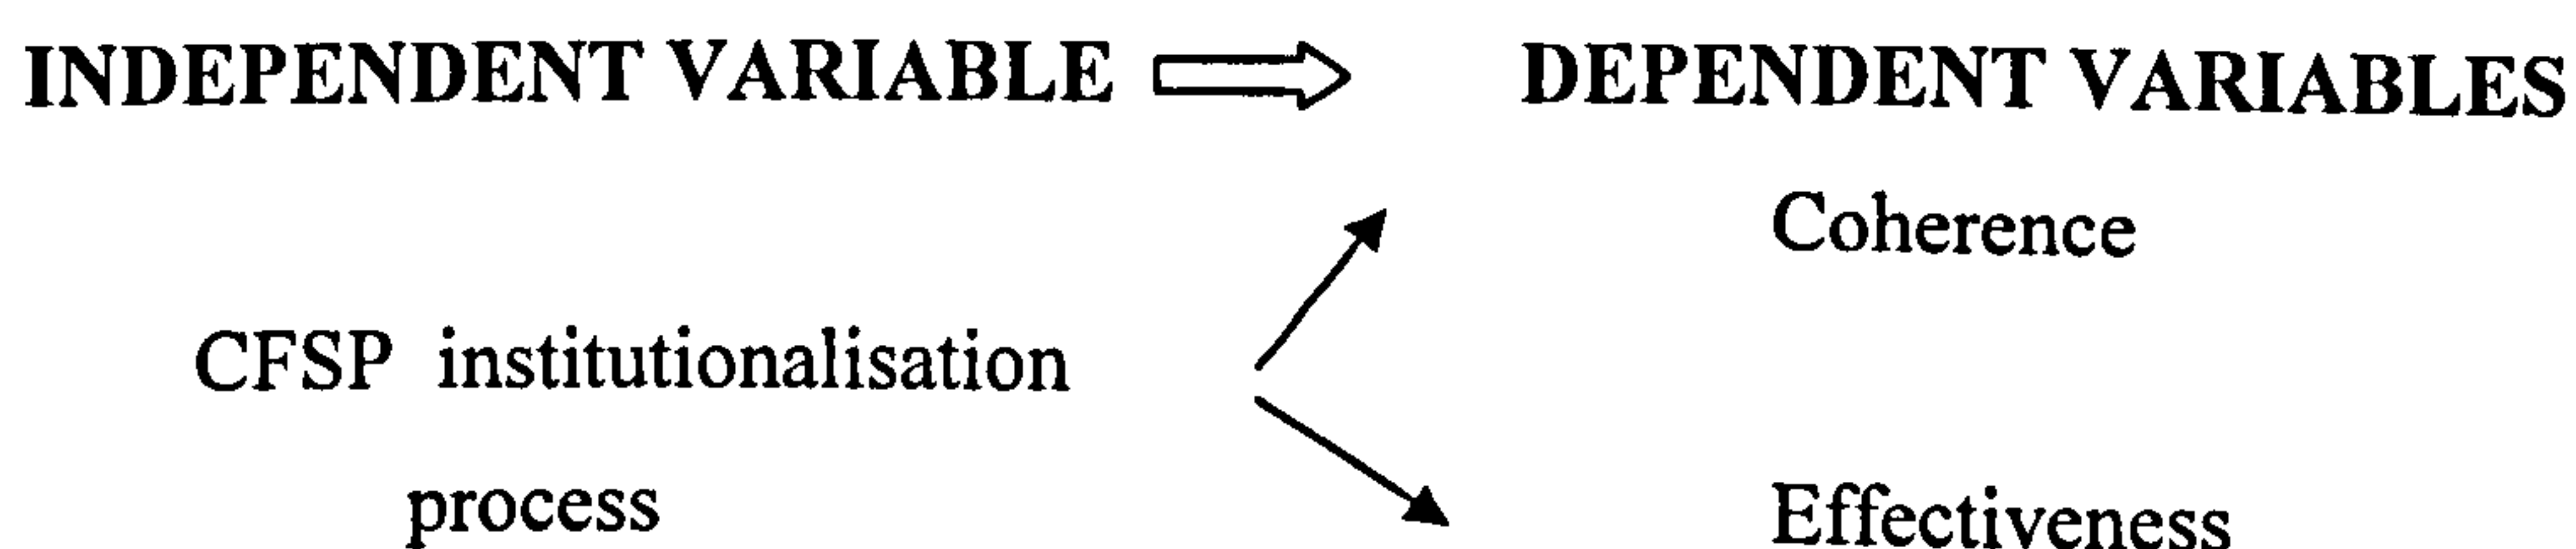 INDEPENDENT VARIABLE DEPENDENT VARIABLES
Coherence
CFSP institutionalisation
process
Effectiveness